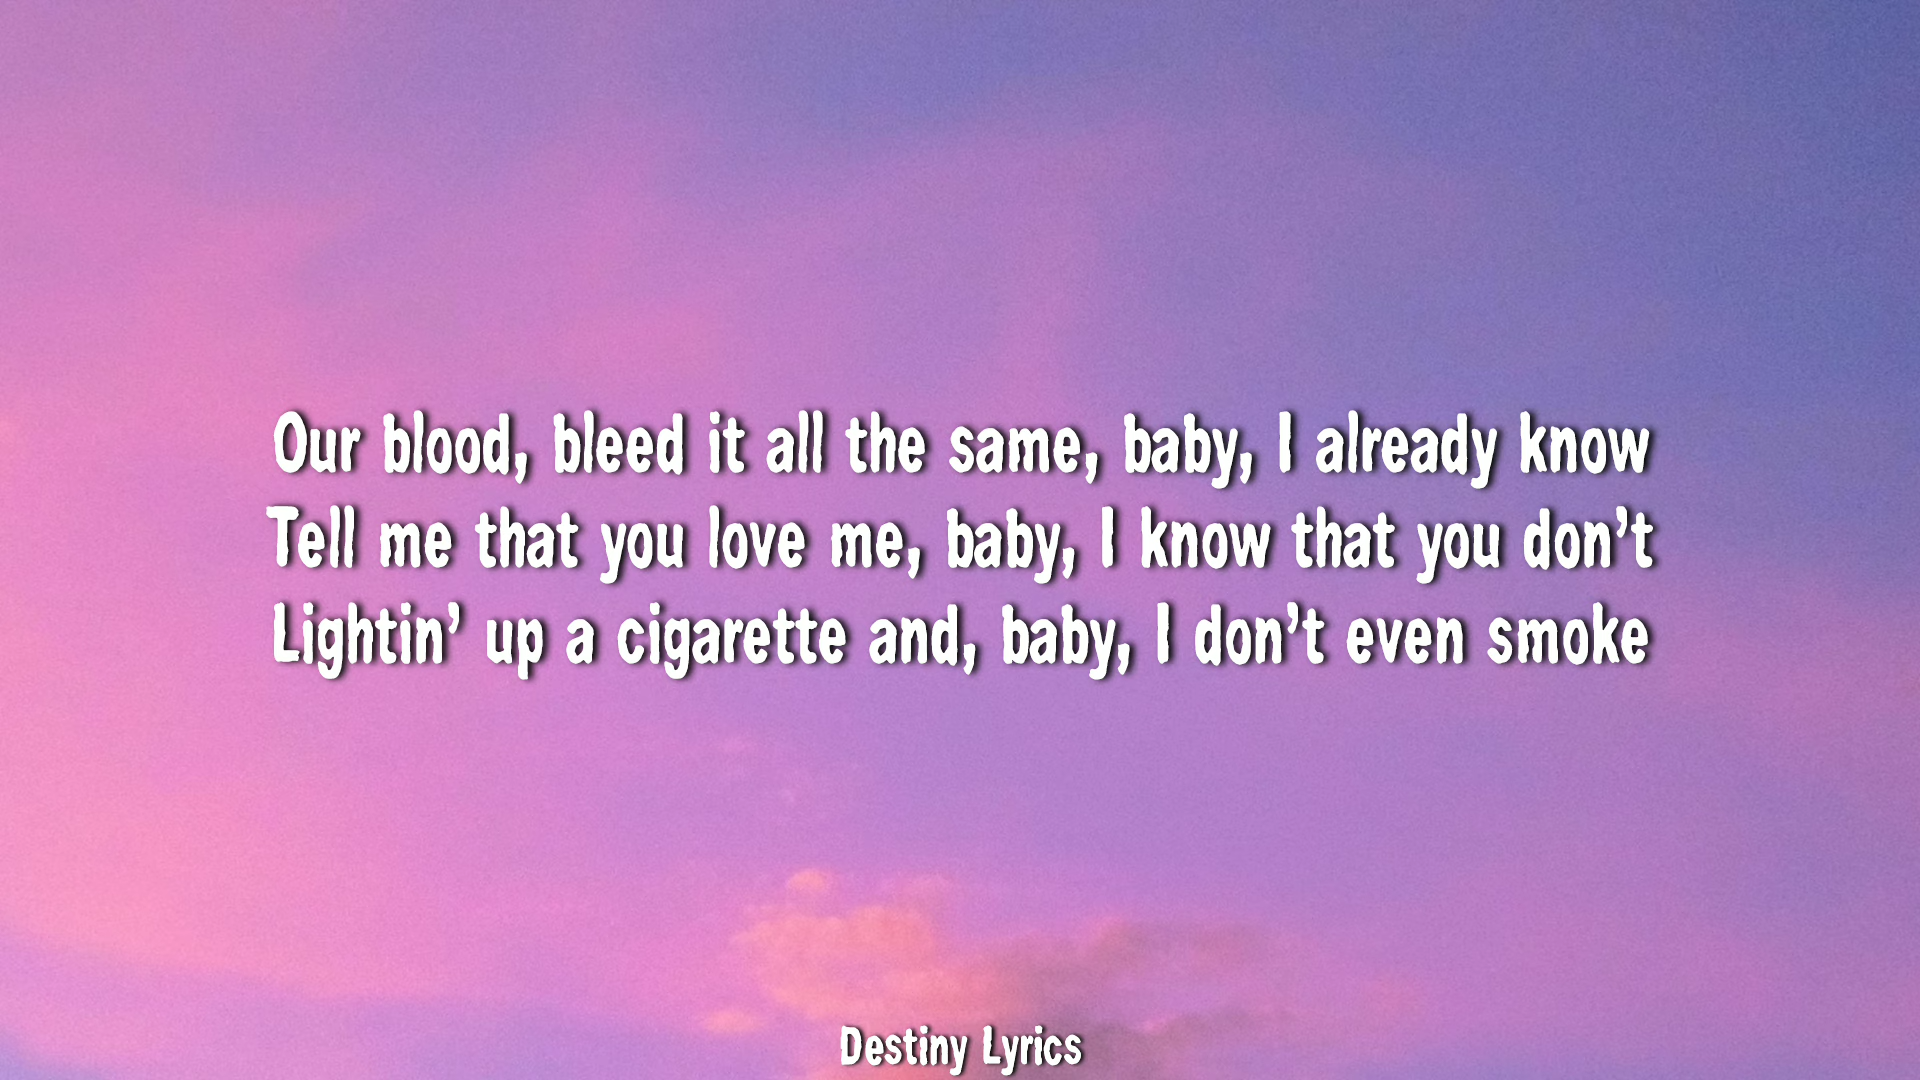 Our blood, bleed it all the same, baby, I already know
Tell me that you love me, baby, I know that you don't
Lightin' up a cigarette and, baby, I don't even smoke
Destiny Lyrics